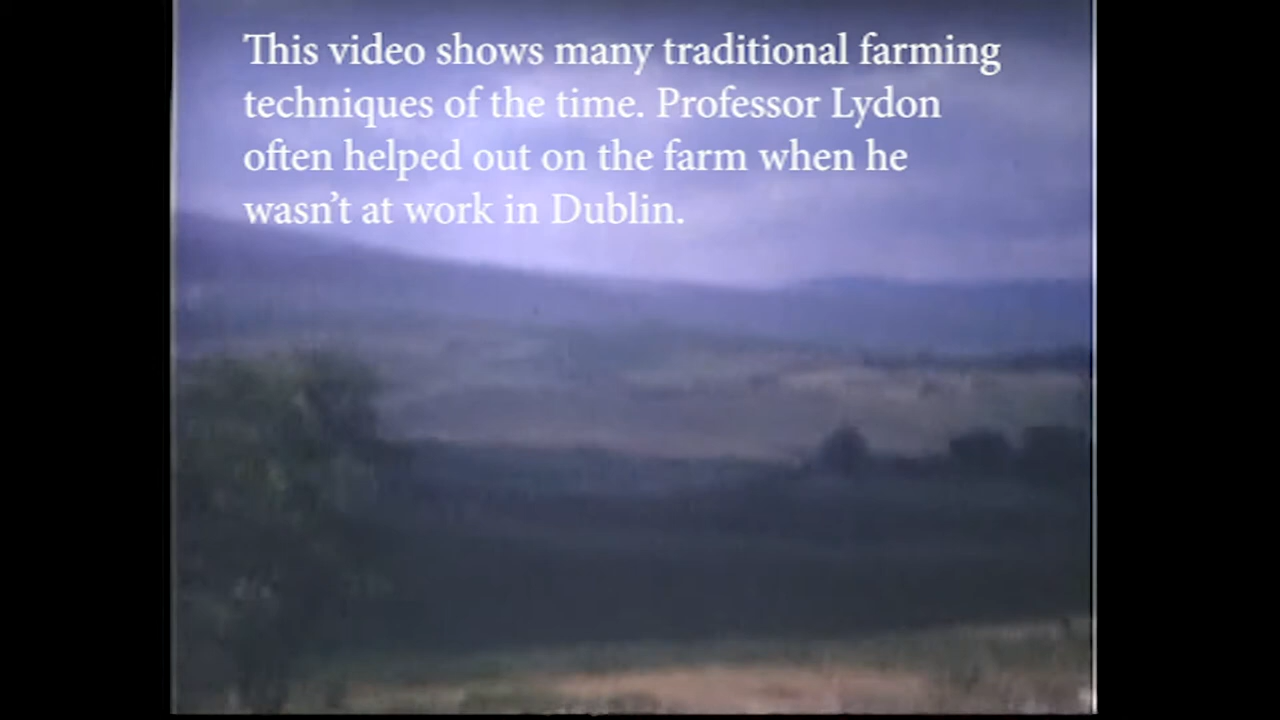 This video shows many traditional farming
techniques of the time. Professor Lydon
often helped out on the farm when he
wasn’t at work in Dublin.